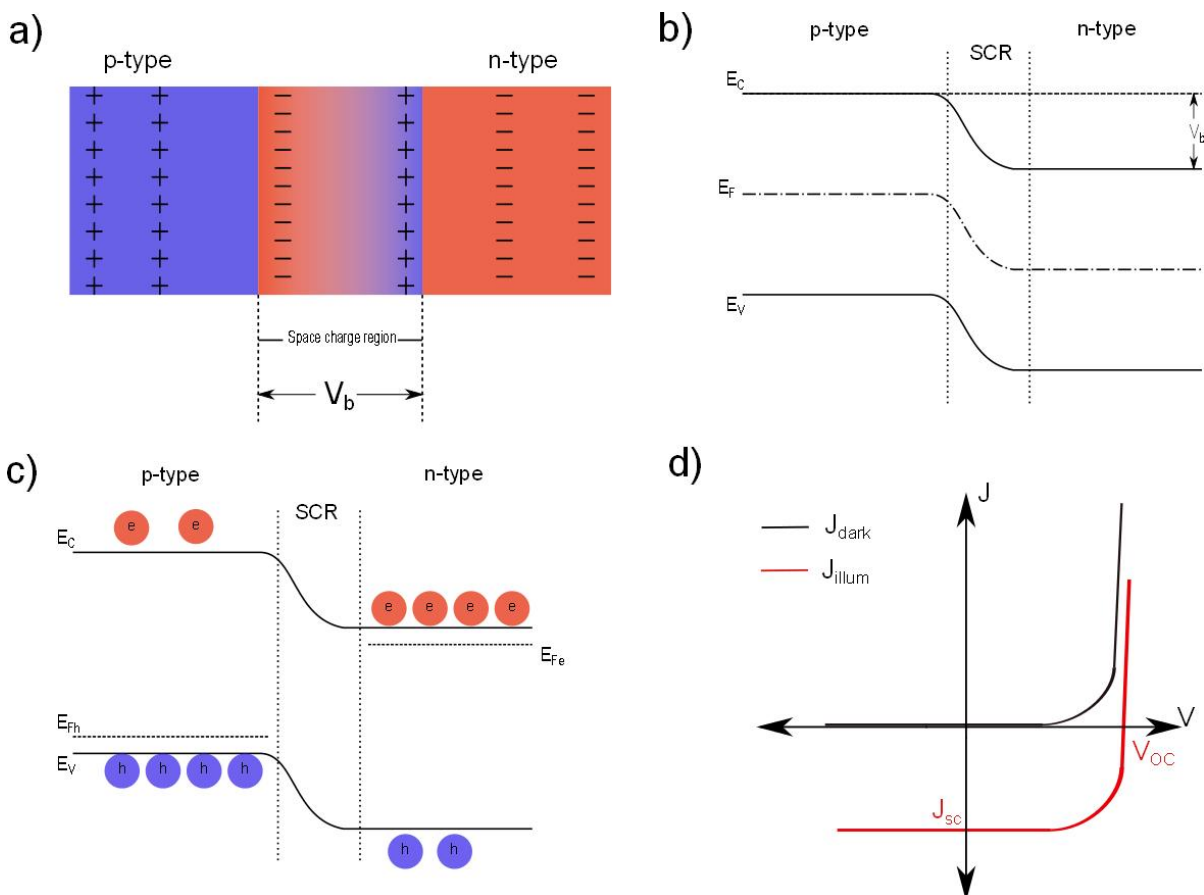 a)
p-type
n-type
Space charge region
V_b
b)
p-type
SCR
n-type
E_C
V_b
E_F
E_V
c)
p-type
SCR
n-type
e e
E_C
e e e e
E_Fe
E_Fh
E_V
h h h h
h h
d)
J
J_dark
J_illum
V
V_OC
J_SC